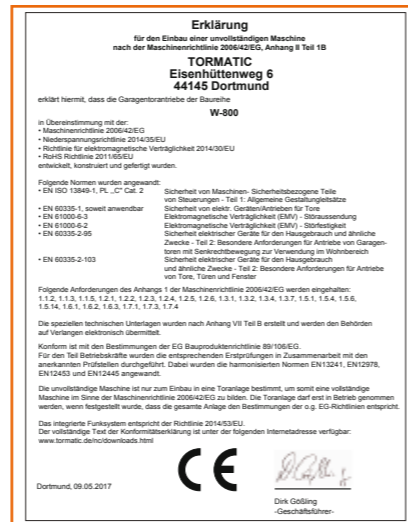 Erklärung
für den Einbau einer unvollständigen Maschine
nach der Maschinenrichtlinie 2006/42/EG, Anhang II Teil 1B
TORMATIC
Eisenhüttenweg 6
44145 Dortmund
erklärt hiermit, dass die Garagentorantriebe der Baureihe
W-800
in Übereinstimmung mit der:
• Maschinenrichtlinie 2006/42/EG
• Niederspannungsrichtlinie 2014/35/EU
• Richtlinie für elektromagnetische Verträglichkeit 2014/30/EU
• RoHS Richtlinie 2011/65/EU
entwickelt, konstruiert und gefertigt wurden.
Folgende Normen wurden angewandt:
• EN ISO 13849-1, PL „C" Cat. 2 Sicherheit von Maschinen- Sicherheitsbezogene Teile
von Steuerungen - Teil 1: Allgemeine Gestaltungleitsätze
• EN 60335-1, soweit anwendbar Sicherheit von elektr. Geräten/Antrieben für Tore
• EN 61000-6-3 Elektromagnetische Verträglichkeit (EMV) - Störaussendung
• EN 61000-6-2 Elektromagnetische Verträglichkeit (EMV) - Störfestigkeit
• EN 60335-2-95 Sicherheit elektrischer Geräte für den Hausgebrauch und ähnliche
Zwecke - Teil 2: Besondere Anforderungen für Antriebe von Garagen-
toren mit Senkrechtbewegung zur Verwendung im Wohnbereich
• EN 60335-2-103 Sicherheit elektrischer Geräte für den Hausgebrauch
und ähnliche Zwecke - Teil 2: Besondere Anforderungen für Antriebe
von Tore, Türen und Fenster
Folgende Anforderungen des Anhangs 1 der Maschinenrichtlinie 2006/42/EG werden eingehalten:
1.1.2, 1.1.3, 1.1.5, 1.2.1, 1.2.2, 1.2.3, 1.2.4, 1.2.5, 1.2.6, 1.3.1, 1.3.2, 1.3.4, 1.3.7, 1.5.1, 1.5.4, 1.5.6,
1.5.14, 1.6.1, 1.6.2, 1.6.3, 1.7.1, 1.7.3, 1.7.4
Die speziellen technischen Unterlagen wurden nach Anhang VII Teil B erstellt und werden den Behörden
auf Verlangen elektronisch übermittelt.
Konform ist mit den Bestimmungen der EG Bauproduktenrichtlinie 89/106/EG.
Für den Teil Betriebskräfte wurden die entsprechenden Erstprüfungen in Zusammenarbeit mit den
anerkannten Prüfstellen durchgeführt. Dabei wurden die harmonisierten Normen EN13241, EN12978,
EN12453 und EN12445 angewandt.
Die unvollständige Maschine ist nur zum Einbau in eine Toranlage bestimmt, um somit eine vollständige
Maschine im Sinne der Maschinenrichtlinie 2006/42/EG zu bilden. Die Toranlage darf erst in Betrieb genommen
werden, wenn festgestellt wurde, dass die gesamte Anlage den Bestimmungen der o.g. EG-Richtlinien entspricht.
Das integrierte Funksystem entspricht der Richtlinie 2014/53/EU.
Der vollständige Text der Konformitätserklärung ist unter der folgenden Internetadresse verfügbar:
www.tormatic.de/nc/downloads.html
CE
Dortmund, 09.05.2017
Dirk Gößling
-Geschäftsführer-